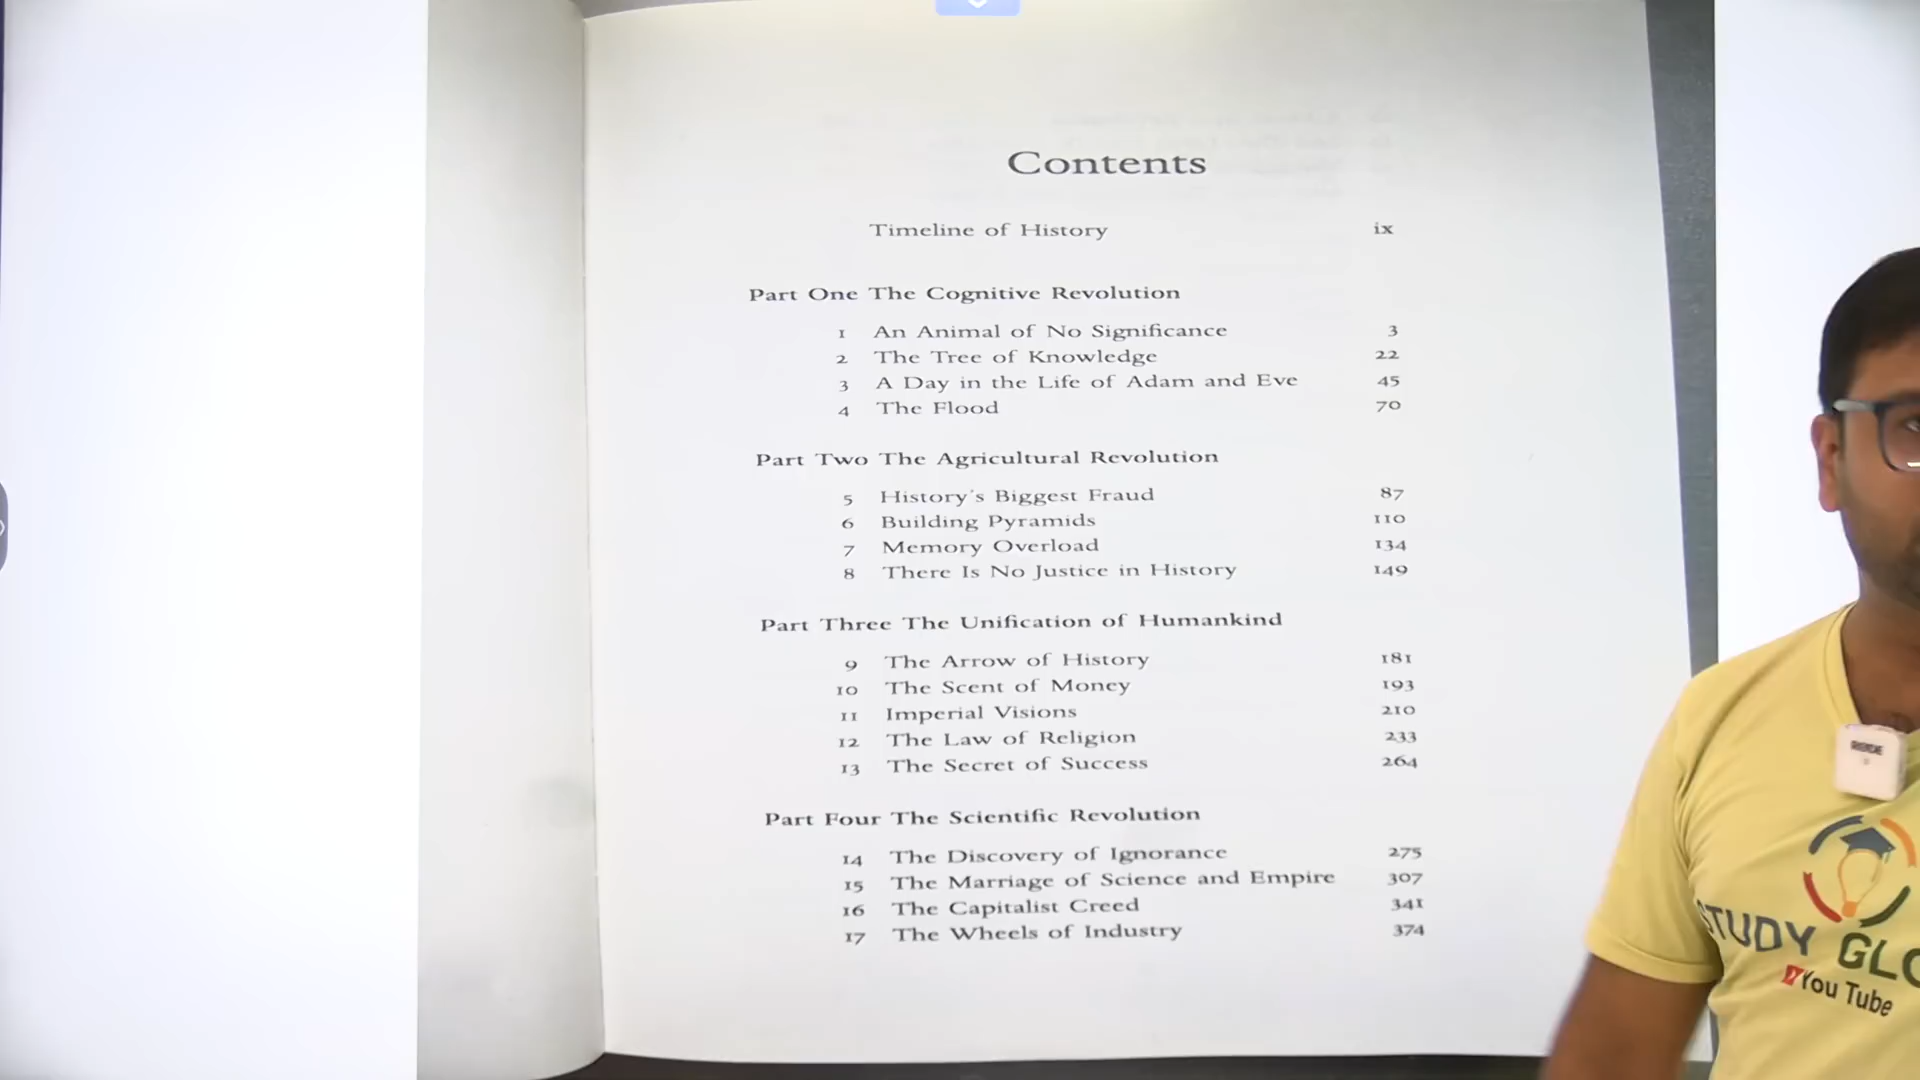 Contents
Timeline of History ix
Part One The Cognitive Revolution
1 An Animal of No Significance 3
2 The Tree of Knowledge 22
3 A Day in the Life of Adam and Eve 45
4 The Flood 70
Part Two The Agricultural Revolution
5 History's Biggest Fraud 87
6 Building Pyramids 110
7 Memory Overload 134
8 There Is No Justice in History 149
Part Three The Unification of Humankind
9 The Arrow of History 181
10 The Scent of Money 193
11 Imperial Visions 210
12 The Law of Religion 233
13 The Secret of Success 264
Part Four The Scientific Revolution
14 The Discovery of Ignorance 275
15 The Marriage of Science and Empire 307
16 The Capitalist Creed 341
17 The Wheels of Industry 374
RØDE
STUDY GLO
You Tube